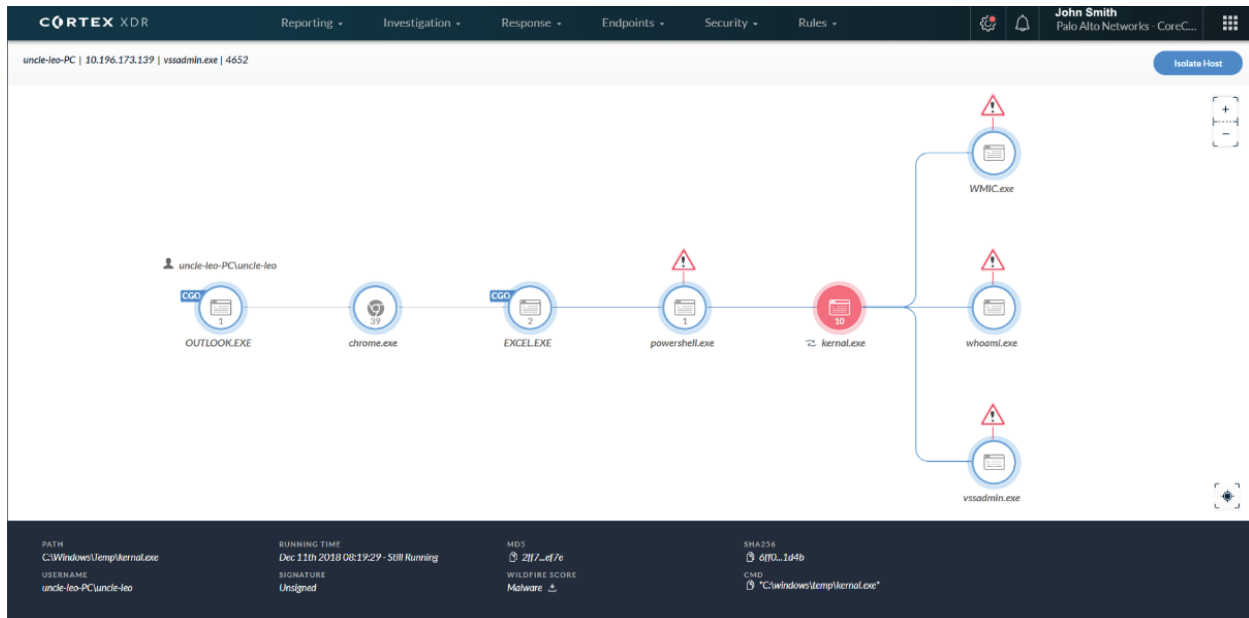 CORTEX XDR
Reporting
Investigation
Response
Endpoints
Security
Rules
John Smith
Palo Alto Networks - CoreC...
uncle-leo-PC | 10.196.173.139 | vssadmin.exe | 4652
Isolate Host
+
−
WMIC.exe
uncle-leo-PC\uncle-leo
CGO
1
OUTLOOK.EXE
39
chrome.exe
CGO
2
EXCEL.EXE
1
powershell.exe
10
kernal.exe
whoami.exe
vssadmin.exe
PATH
C:\Windows\Temp\kernal.exe
RUNNING TIME
Dec 11th 2018 08:19:29 - Still Running
MD5
2ff7...ef7e
SHA256
6ff0...1d4b
USERNAME
uncle-leo-PC\uncle-leo
SIGNATURE
Unsigned
WILDFIRE SCORE
Malware
CMD
"C:\windows\temp\kernal.exe"